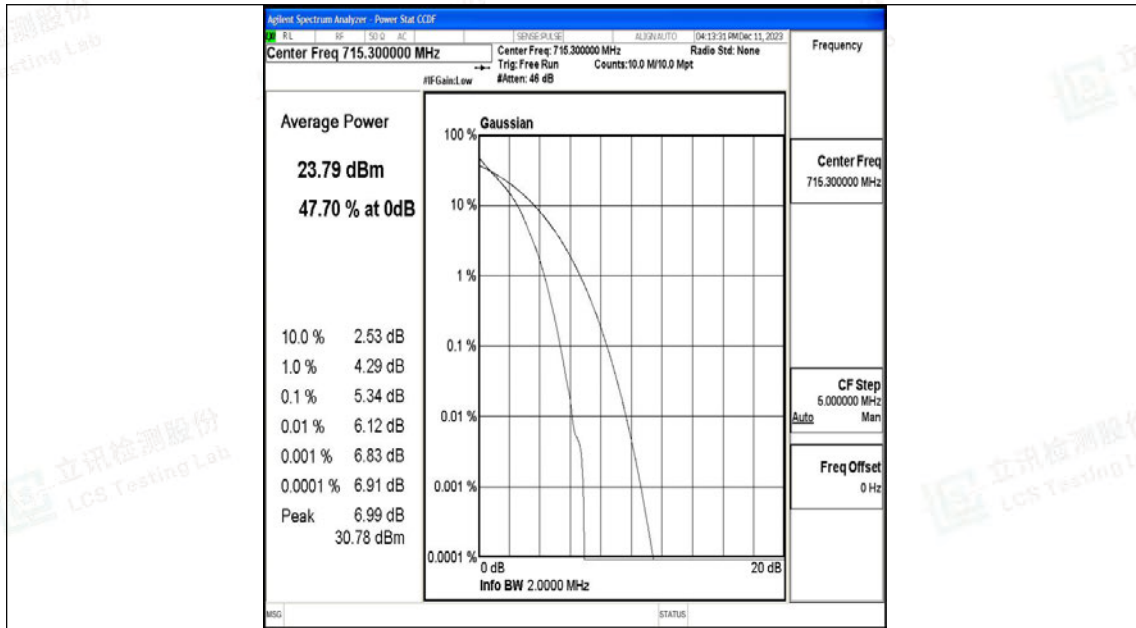 Agilent Spectrum Analyzer - Power Stat CCDF
RL RF 50 Ω AC SENSE:PULSE ALIGNAUTO 04:13:31 PM Dec 11, 2023
Center Freq 715.300000 MHz
Center Freq: 715.300000 MHz Radio Std: None
Trig: Free Run Counts:10.0 M/10.0 Mpt
#IFGain:Low #Atten: 46 dB
Frequency
Average Power
23.79 dBm
47.70 % at 0dB
10.0 % 2.53 dB
1.0 % 4.29 dB
0.1 % 5.34 dB
0.01 % 6.12 dB
0.001 % 6.83 dB
0.0001 % 6.91 dB
Peak 6.99 dB
30.78 dBm
Gaussian
100 %
10 %
1 %
0.1 %
0.01 %
0.001 %
0.0001 %
0 dB 20 dB
Info BW 2.0000 MHz
Center Freq
715.300000 MHz
CF Step
5.000000 MHz
Auto Man
Freq Offset
0 Hz
MSG STATUS
立讯检测股份
LCS Testing Lab